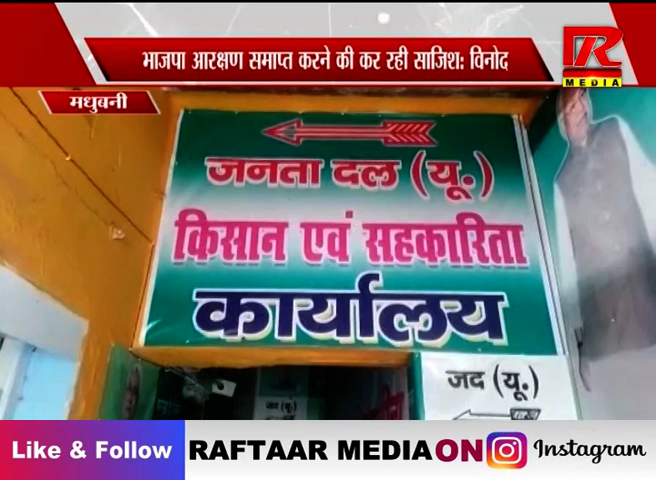 भाजपा आरक्षण समाप्त करने की कर रही साजिश: विनोद
R
MEDIA
मधुबनी
जनता दल (यू.)
किसान एवं सहकारिता
कार्यालय
जद (यू.)
जद (यू.)
Like & Follow RAFTAAR MEDIA ON Instagram